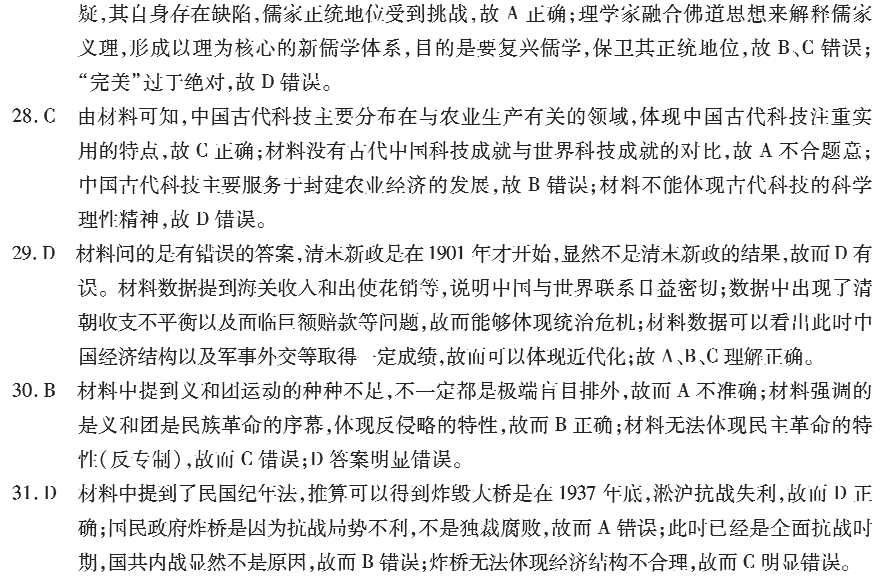 疑,其自身存在缺陷,儒家正统地位受到挑战,故 A 正确;理学家融合佛道思想来解释儒家
义理,形成以理为核心的新儒学体系,目的是要复兴儒学,保卫其正统地位,故 B、C 错误;
“完美”过于绝对,故 D 错误。
28. C 由材料可知,中国古代科技主要分布在与农业生产有关的领域,体现中国古代科技注重实
用的特点,故 C 正确;材料没有古代中国科技成就与世界科技成就的对比,故 A 不合题意;
中国古代科技主要服务于封建农业经济的发展,故 B 错误;材料不能体现古代科技的科学
理性精神,故 D 错误。
29. D 材料问的是有错误的答案,清末新政是在 1901 年才开始,显然不是清末新政的结果,故而 D 有
误。材料数据提到海关收入和出使花销等,说明中国与世界联系日益密切;数据中出现了清
朝收支不平衡以及面临巨额赔款等问题,故而能够体现统治危机;材料数据可以看出此时中
国经济结构以及军事外交等取得一定成绩,故而可以体现近代化;故 A、B、C 理解正确。
30. B 材料中提到义和团运动的种种不足,不一定都是极端盲目排外,故而 A 不准确;材料强调的
是义和团是民族革命的序幕,体现反侵略的特性,故而 B 正确;材料无法体现民主革命的特
性(反专制),故而 C 错误;D 答案明显错误。
31. D 材料中提到了民国纪年法,推算可以得到炸毁大桥是在 1937 年底,淞沪抗战失利,故而 D 正
确;国民政府炸桥是因为抗战局势不利,不是独裁腐败,故而 A 错误;此时已经是全面抗战时
期,国共内战显然不是原因,故而 B 错误;炸桥无法体现经济结构不合理,故而 C 明显错误。